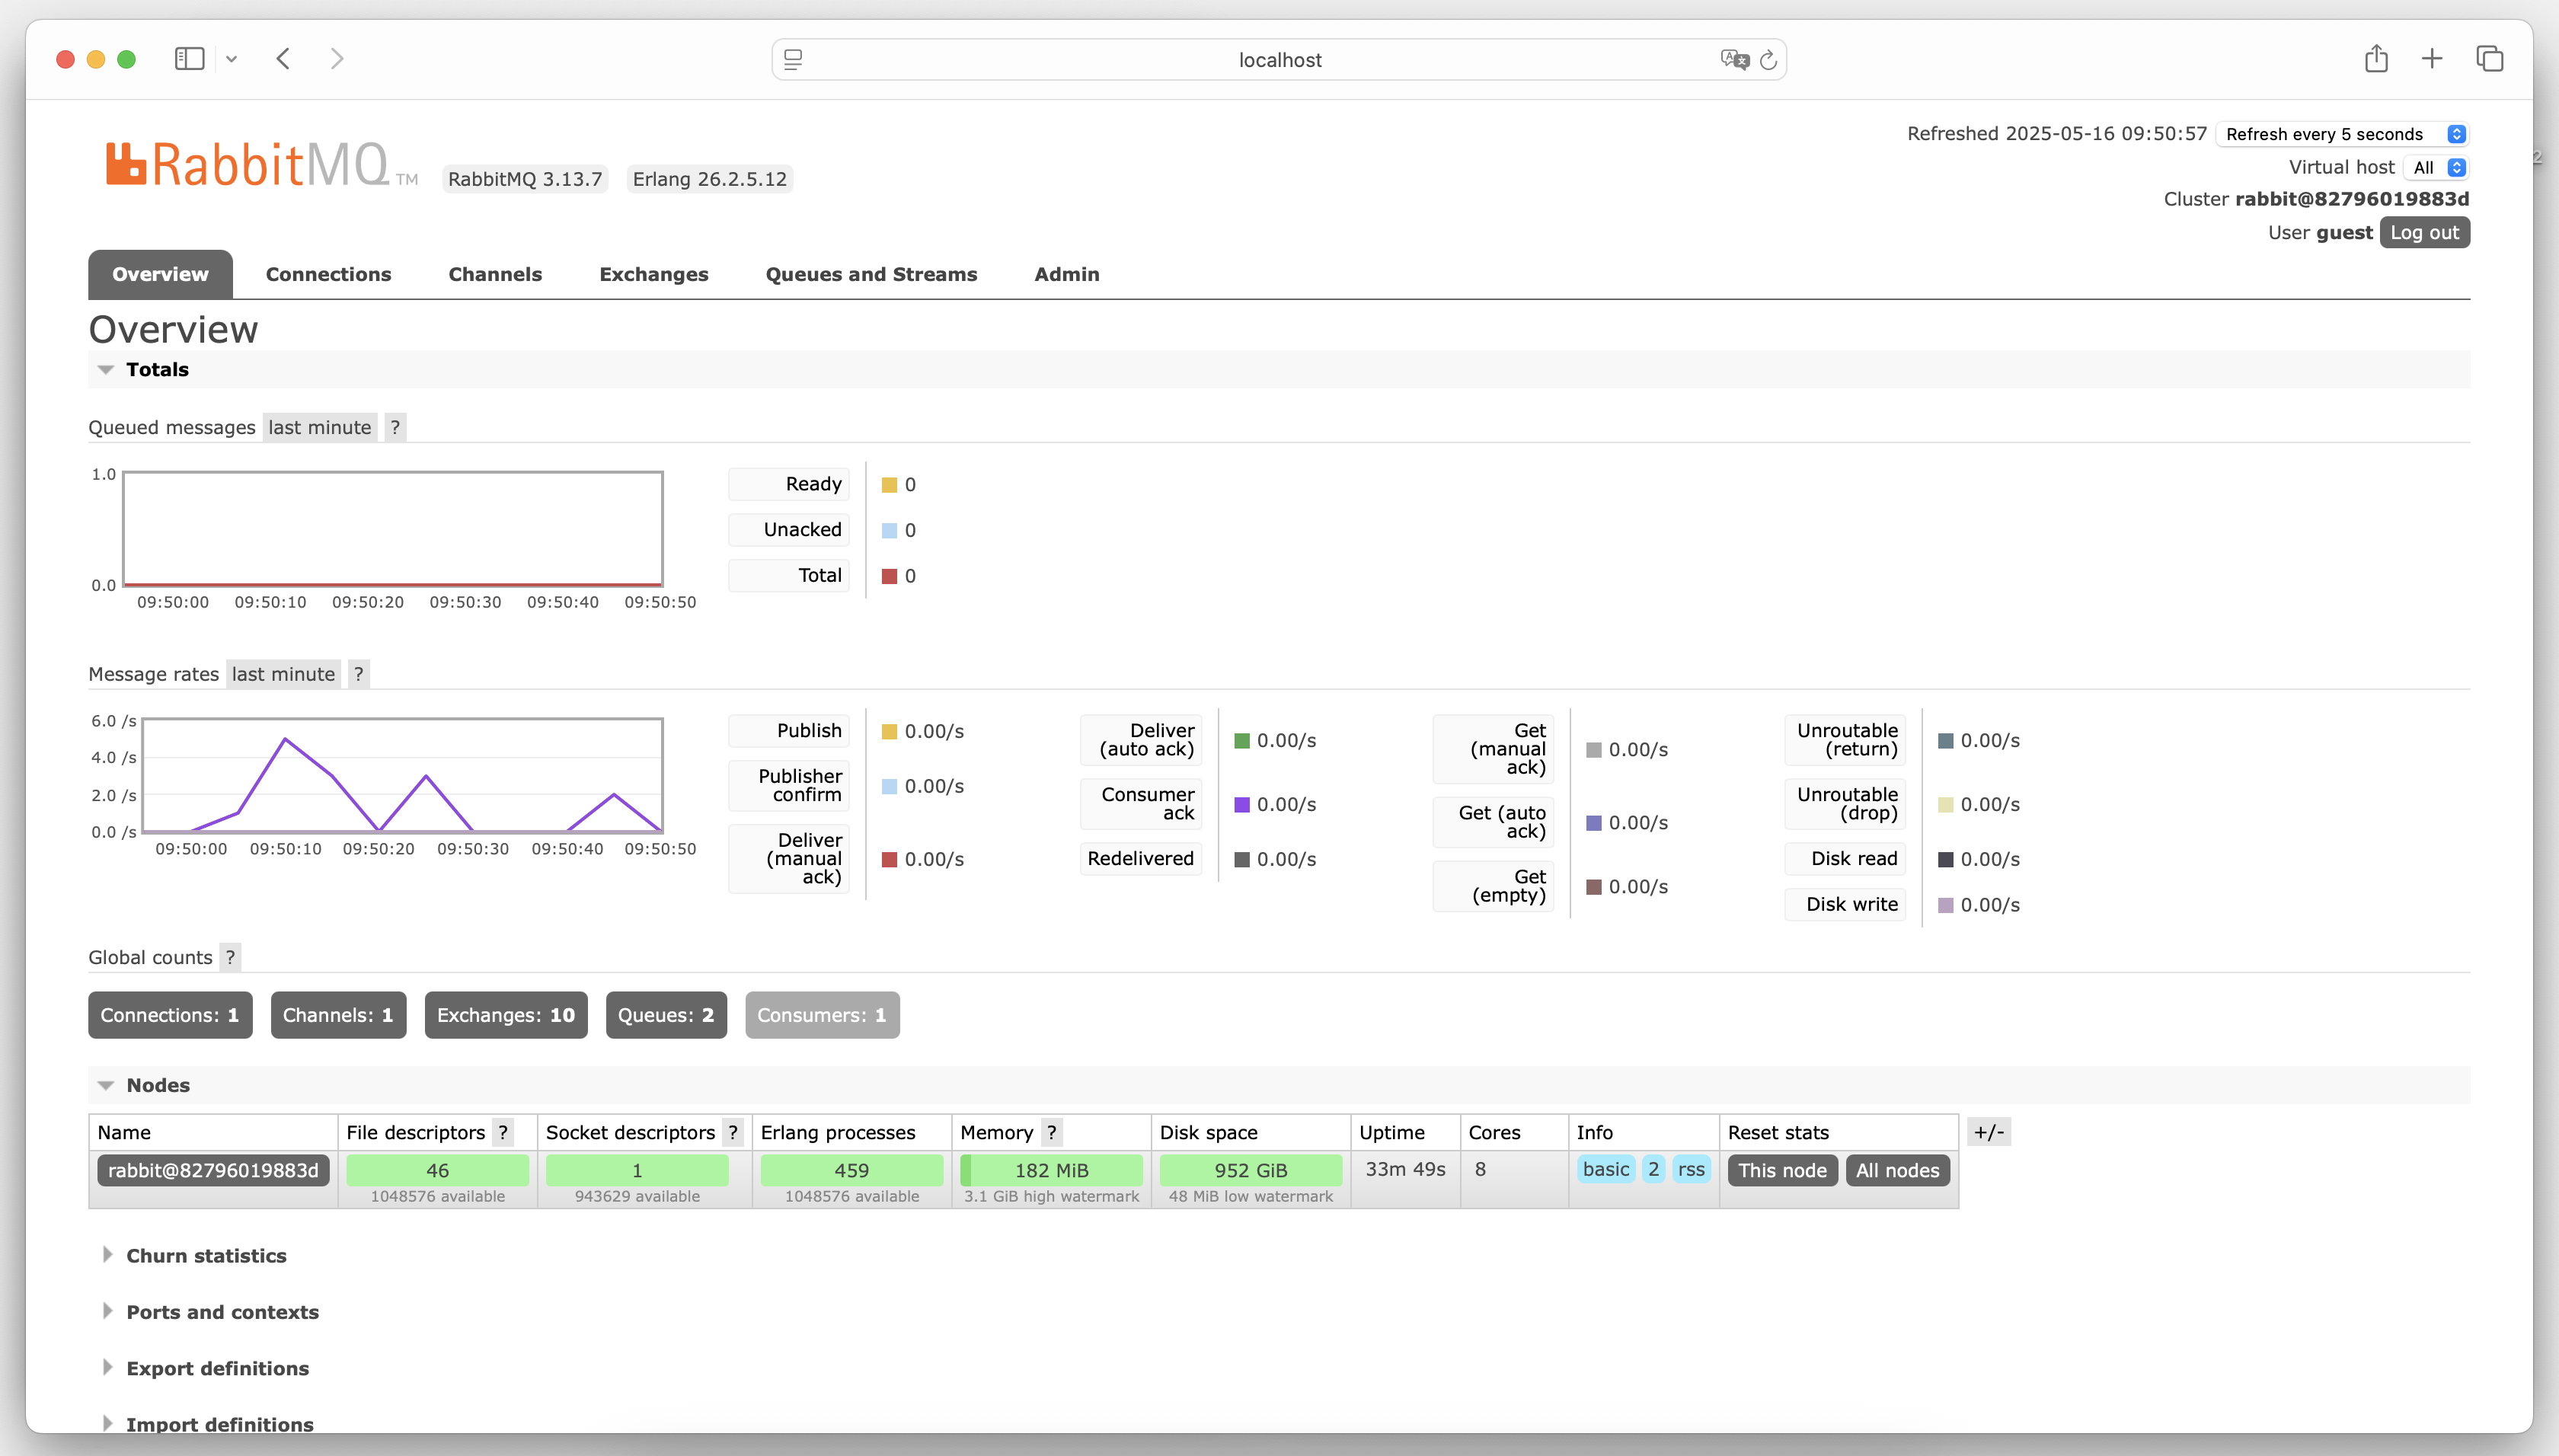 localhost
RabbitMQ TM RabbitMQ 3.13.7 Erlang 26.2.5.12
Refreshed 2025-05-16 09:50:57 Refresh every 5 seconds
Virtual host All
Cluster rabbit@82796019883d
User guest Log out
2
Overview Connections Channels Exchanges Queues and Streams Admin
Overview
Totals
Queued messages last minute ?
1.0
0.0
09:50:00 09:50:10 09:50:20 09:50:30 09:50:40 09:50:50
Ready 0
Unacked 0
Total 0
Message rates last minute ?
6.0 /s
4.0 /s
2.0 /s
0.0 /s
09:50:00 09:50:10 09:50:20 09:50:30 09:50:40 09:50:50
Publish 0.00/s
Publisher
confirm 0.00/s
Deliver
(manual 0.00/s
ack)
Deliver
(auto ack) 0.00/s
Consumer
ack 0.00/s
Redelivered 0.00/s
Get
(manual 0.00/s
ack)
Get (auto
ack) 0.00/s
Get
(empty) 0.00/s
Unroutable
(return) 0.00/s
Unroutable
(drop) 0.00/s
Disk read 0.00/s
Disk write 0.00/s
Global counts ?
Connections: 1 Channels: 1 Exchanges: 10 Queues: 2 Consumers: 1
Nodes
Name File descriptors ? Socket descriptors ? Erlang processes Memory ? Disk space Uptime Cores Info Reset stats +/-
rabbit@82796019883d 46 1 459 182 MiB 952 GiB 33m 49s 8 basic 2 rss This node All nodes
1048576 available 943629 available 1048576 available 3.1 GiB high watermark 48 MiB low watermark
Churn statistics
Ports and contexts
Export definitions
Import definitions